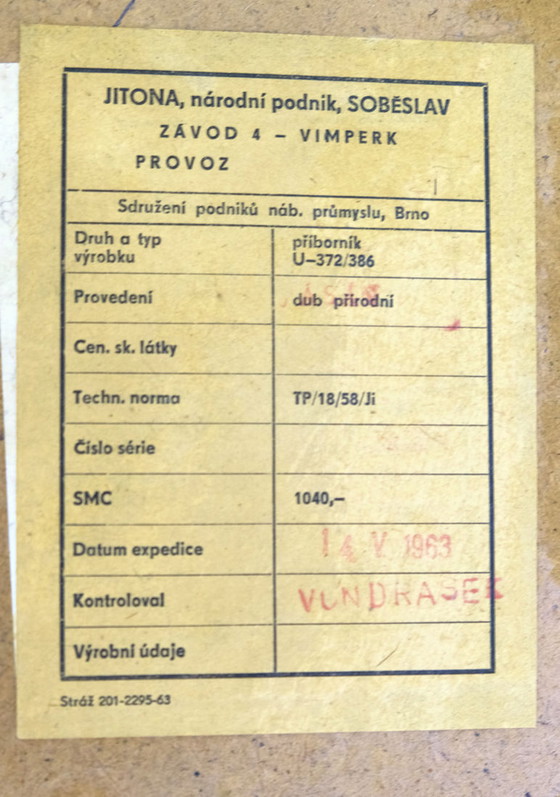 JITONA, národní podnik, SOBĚSLAV
ZÁVOD 4 – VIMPERK
PROVOZ
Sdružení podniků náb. průmyslu, Brno
Druh a typ výrobku
příborník
U–372/386
Provedení
dub přírodní
Cen. sk. látky
Techn. norma
TP/18/58/Ji
Číslo série
SMC
1040,–
Datum expedice
14 V 1963
Kontroloval
VONDRASEK
Výrobní údaje
Stráž 201-2295-63